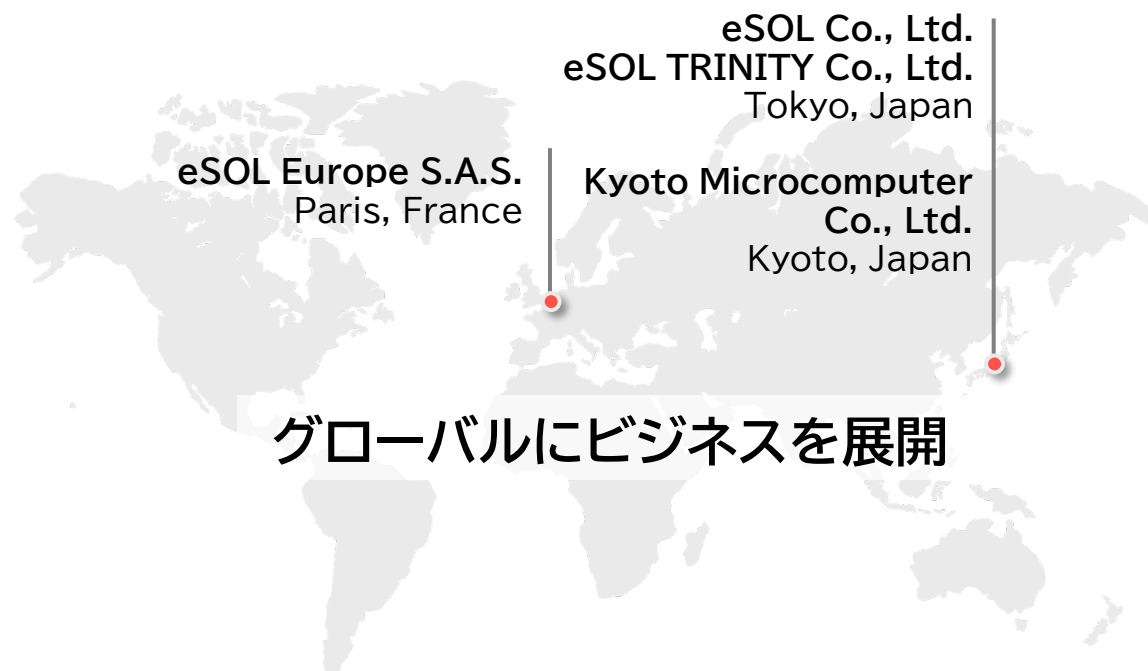 eSOL Co., Ltd.
eSOL TRINITY Co., Ltd.
Tokyo, Japan
eSOL Europe S.A.S.
Paris, France
Kyoto Microcomputer
Co., Ltd.
Kyoto, Japan
グローバルにビジネスを展開